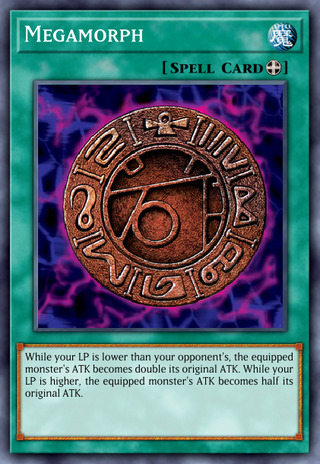 Megamorph
魔
[Spell Card]
While your LP is lower than your opponent's, the equipped
monster's ATK becomes double its original ATK. While your
LP is higher, the equipped monster's ATK becomes half its
original ATK.